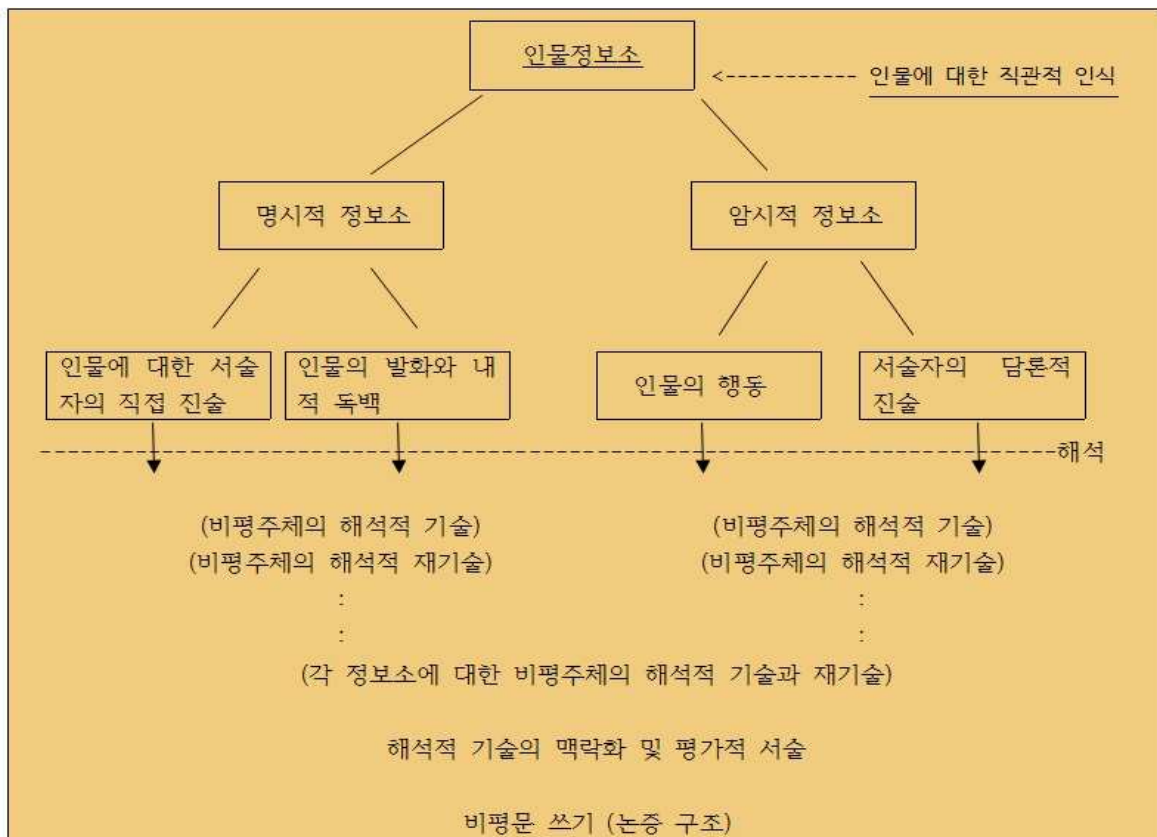 인물정보소
<----------- 인물에 대한 직관적 인식
명시적 정보소
암시적 정보소
인물에 대한 서술
자의 직접 진술
인물의 발화와 내
적 독백
인물의 행동
서술자의 담론적
진술
해석
(비평주체의 해석적 기술)
(비평주체의 해석적 기술)
(비평주체의 해석적 재기술)
(비평주체의 해석적 재기술)
:
:
:
:
(각 정보소에 대한 비평주체의 해석적 기술과 재기술)
해석적 기술의 맥락화 및 평가적 서술
비평문 쓰기 (논증 구조)